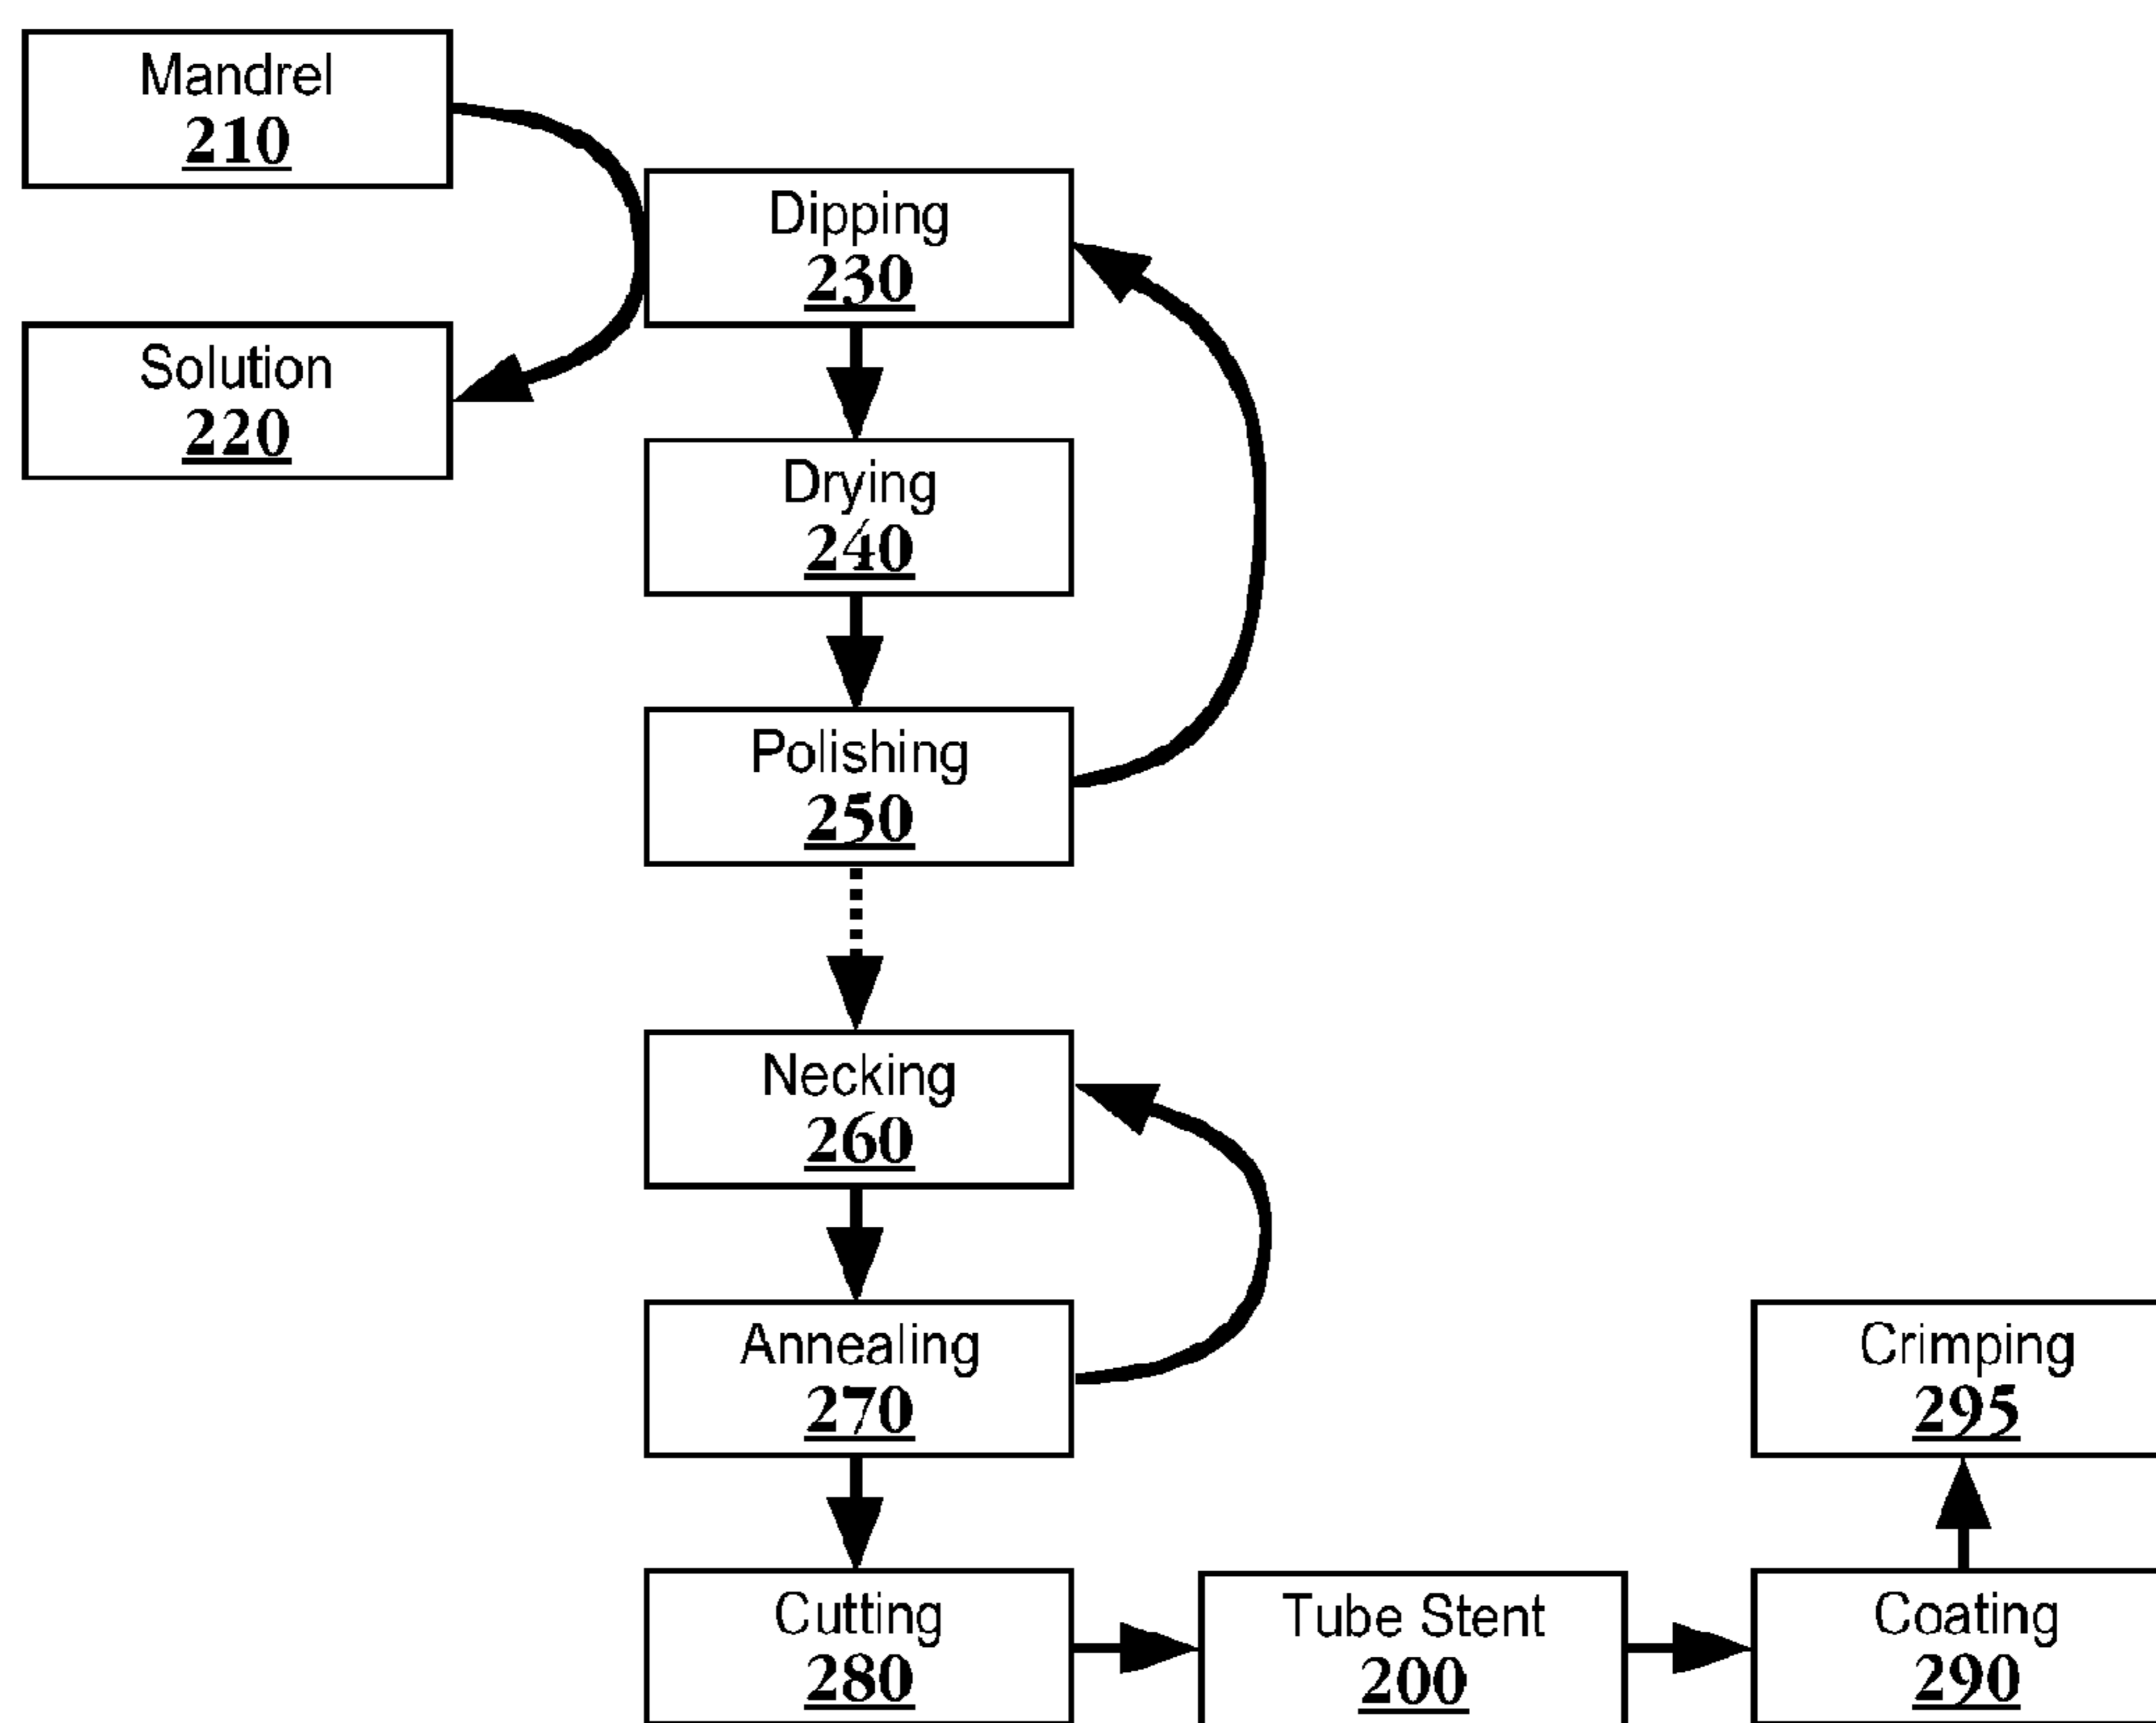 Mandrel
210
Solution
220
Dipping
230
Drying
240
Polishing
250
Necking
260
Annealing
270
Cutting
280
Tube Stent
200
Coating
290
Crimping
295